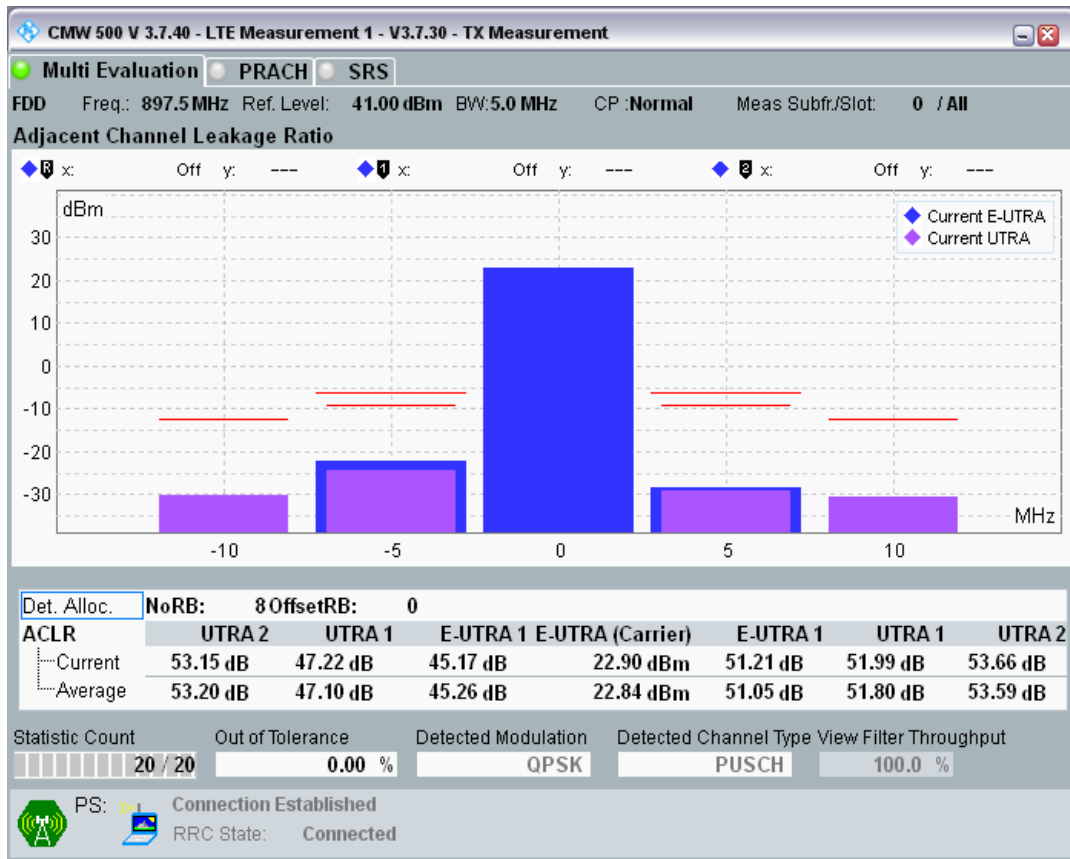 CMW 500 V 3.7.40 - LTE Measurement 1 - V3.7.30 - TX Measurement
Multi Evaluation PRACH SRS
FDD Freq.: 897.5 MHz Ref. Level: 41.00 dBm BW:5.0 MHz CP :Normal Meas Subfr./Slot: 0 / All
Adjacent Channel Leakage Ratio
R x: Off y: --- 1 x: Off y: --- 2 x: Off y: ---
dBm
Current E-UTRA
Current UTRA
30
20
10
0
-10
-20
-30
MHz
-10 -5 0 5 10
Det. Alloc. NoRB: 8 OffsetRB: 0
ACLR UTRA 2 UTRA 1 E-UTRA 1 E-UTRA (Carrier) E-UTRA 1 UTRA 1 UTRA 2
Current 53.15 dB 47.22 dB 45.17 dB 22.90 dBm 51.21 dB 51.99 dB 53.66 dB
Average 53.20 dB 47.10 dB 45.26 dB 22.84 dBm 51.05 dB 51.80 dB 53.59 dB
Statistic Count Out of Tolerance Detected Modulation Detected Channel Type View Filter Throughput
20 / 20 0.00 % QPSK PUSCH 100.0 %
PS: Connection Established
RRC State: Connected